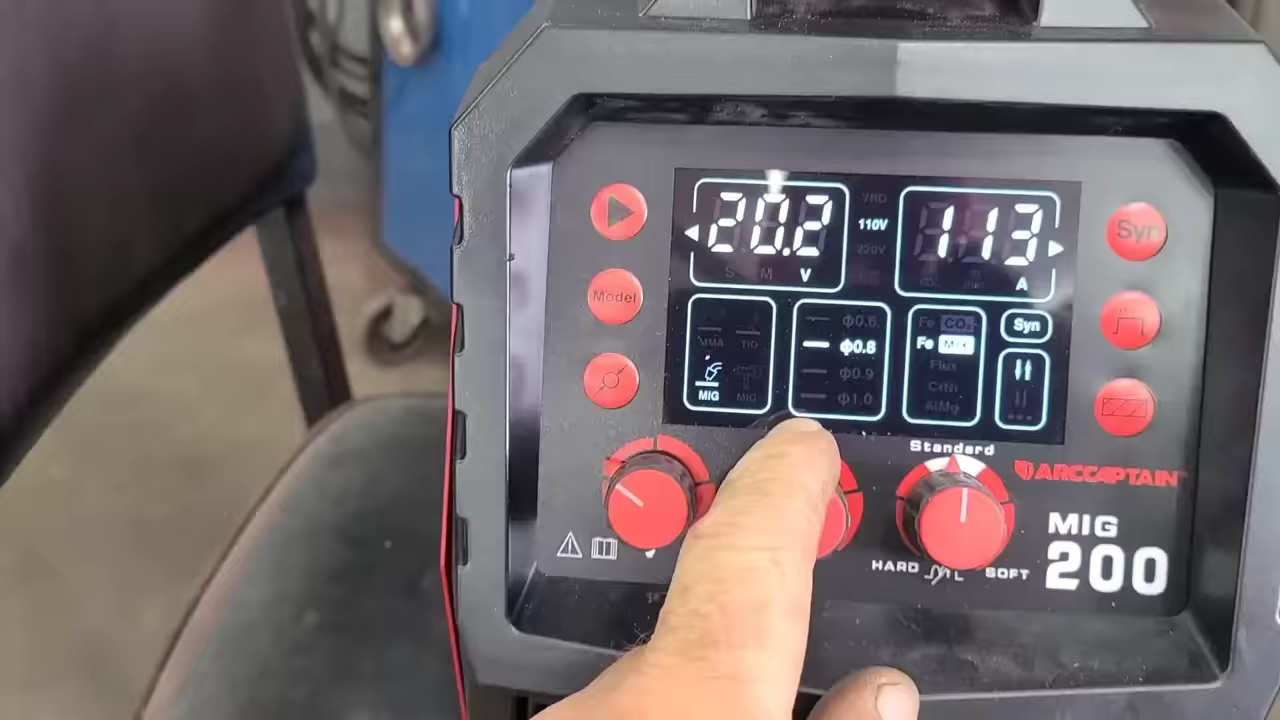 VRD
20.2
110V
113
Syn
220V
S M V
A
Model
Φ0.6
Fe CO₂
Syn
MMA TIG
Φ0.8
Fe MIX
Φ0.9
Flux
MIG MIG
Φ1.0
CrNi
AlMg
Standard
ARCCAPTAIN
MIG
200
HARD
SOFT